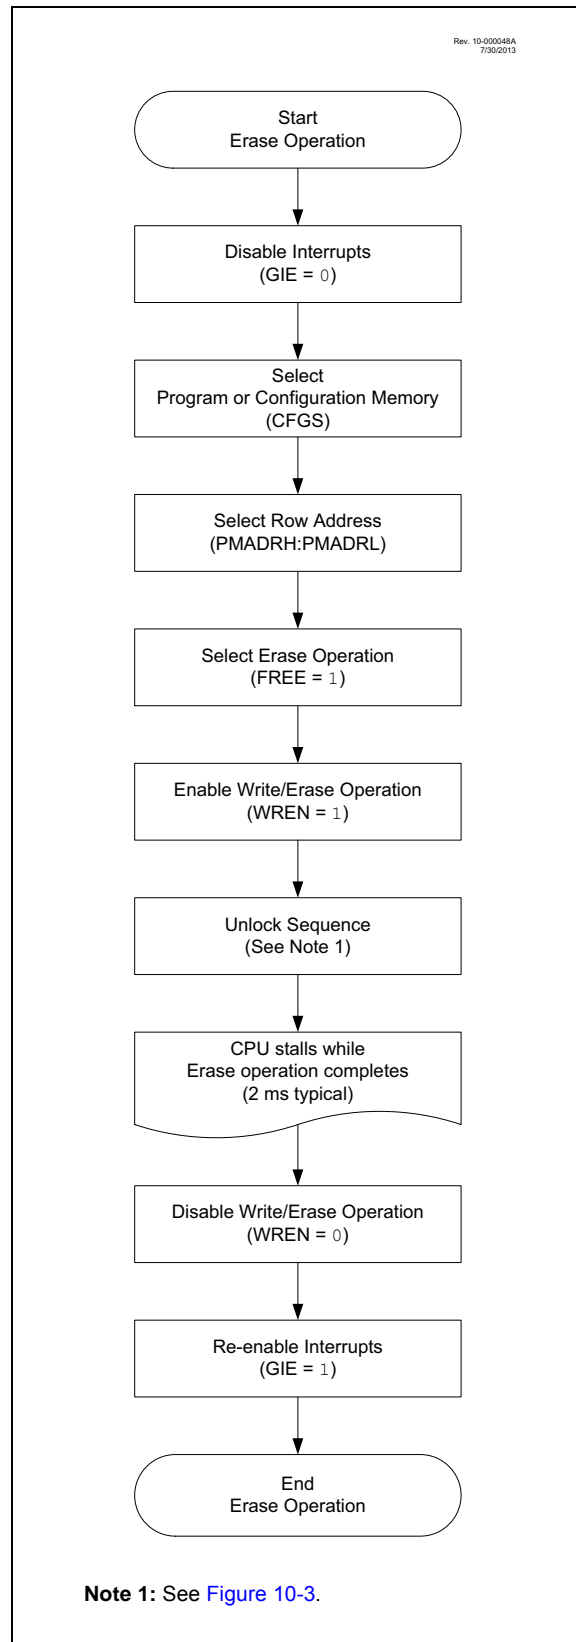 Rev. 10-000048A
7/30/2013
Start
Erase Operation
Disable Interrupts
(GIE = 0)
Select
Program or Configuration Memory
(CFGS)
Select Row Address
(PMADRH:PMADRL)
Select Erase Operation
(FREE = 1)
Enable Write/Erase Operation
(WREN = 1)
Unlock Sequence
(See Note 1)
CPU stalls while
Erase operation completes
(2 ms typical)
Disable Write/Erase Operation
(WREN = 0)
Re-enable Interrupts
(GIE = 1)
End
Erase Operation
Note 1: See Figure 10-3.